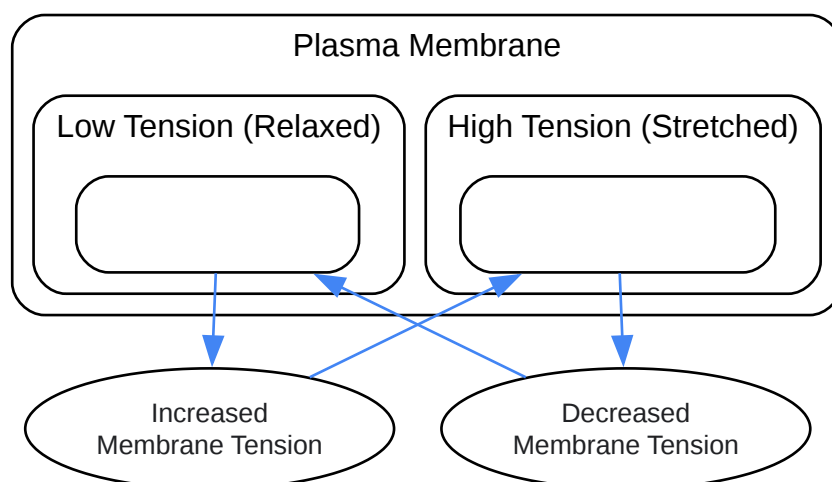 Plasma Membrane
Low Tension (Relaxed)
High Tension (Stretched)
Increased
Membrane Tension
Decreased
Membrane Tension